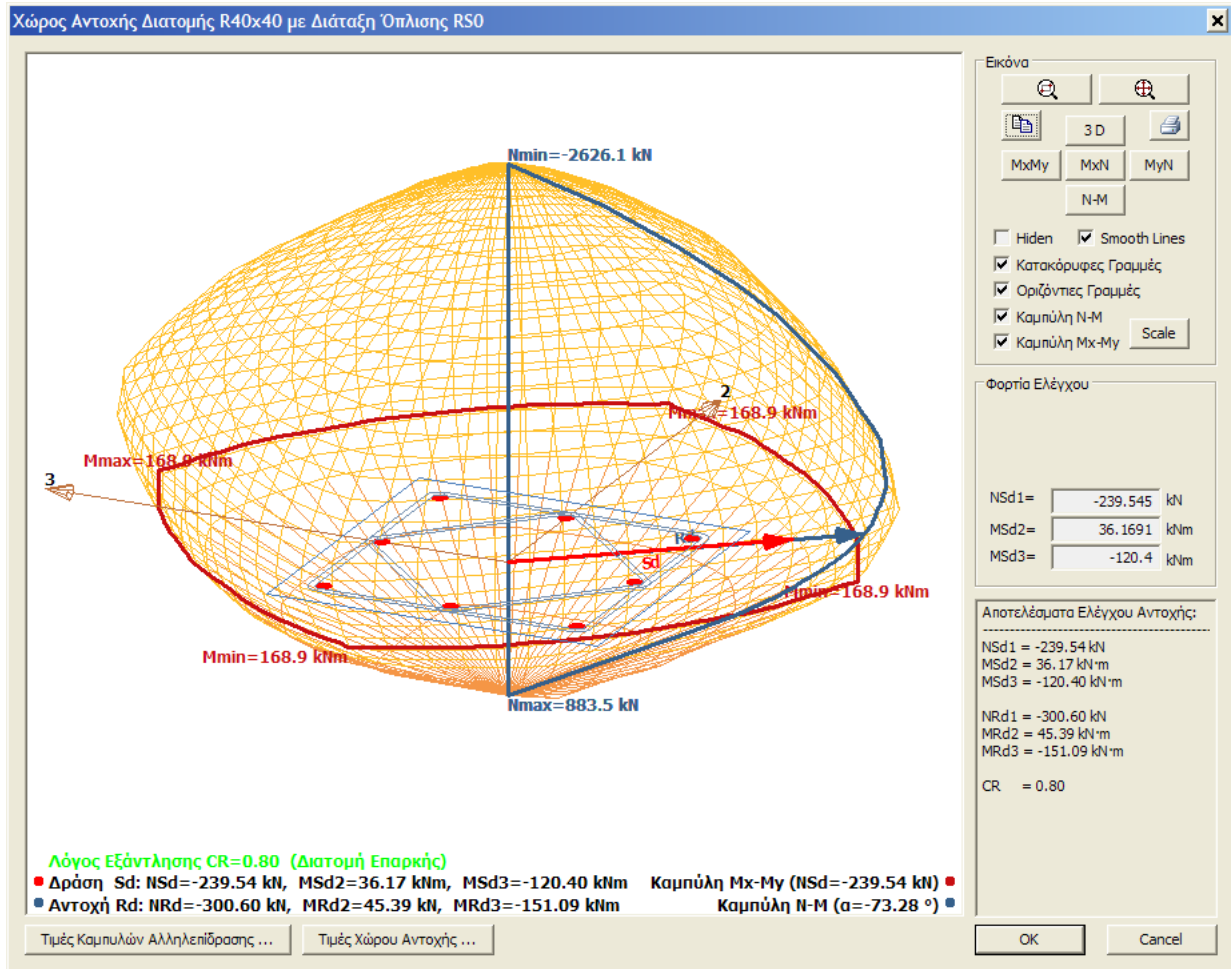 Χώρος Αντοχής Διατομής R40x40 με Διάταξη Όπλισης RS0
Nmin=-2626.1 kN
2
Mmax=168.9 kNm
3
R
Sd
Mmin=168.9 kNm
Mmin=168.9 kNm
Nmax=883.5 kN
Λόγος Εξάντλησης CR=0.80 (Διατομή Επαρκής)
Δράση Sd: NSd=-239.54 kN, MSd2=36.17 kNm, MSd3=-120.40 kNm Καμπύλη Mx-My (NSd=-239.54 kN)
Αντοχή Rd: NRd=-300.60 kN, MRd2=45.39 kN, MRd3=-151.09 kNm Καμπύλη N-M (α=-73.28 °)
Τιμές Καμπυλών Αλληλεπίδρασης ... Τιμές Χώρου Αντοχής ...
Εικόνα
3 D
MxMy MxN MyN
N-M
Hiden Smooth Lines
Κατακόρυφες Γραμμές
Οριζόντιες Γραμμές
Καμπύλη N-M
Καμπύλη Mx-My Scale
Φορτία Ελέγχου
NSd1= -239.545 kN
MSd2= 36.1691 kNm
MSd3= -120.4 kNm
Αποτελέσματα Ελέγχου Αντοχής:
NSd1 = -239.54 kN
MSd2 = 36.17 kN·m
MSd3 = -120.40 kN·m
NRd1 = -300.60 kN
MRd2 = 45.39 kN·m
MRd3 = -151.09 kN·m
CR = 0.80
OK Cancel